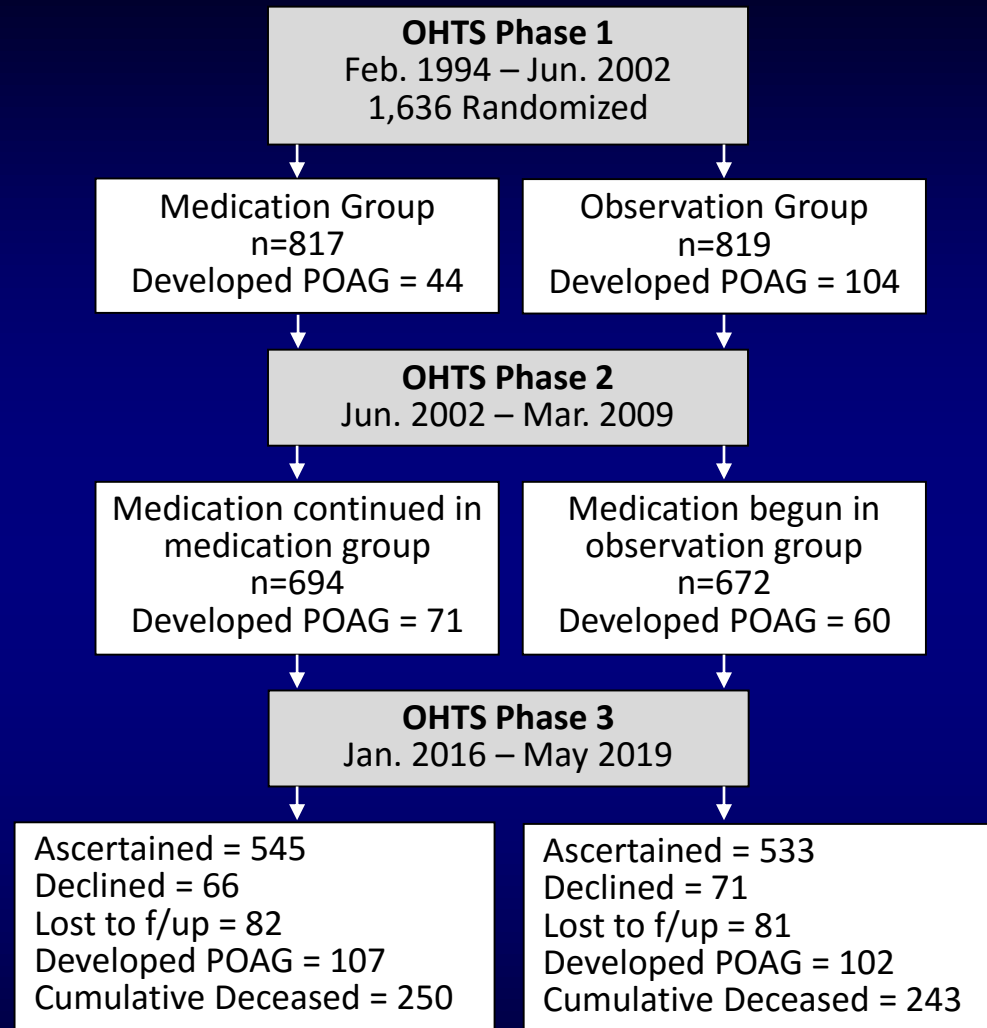 OHTS Phase 1
Feb. 1994 – Jun. 2002
1,636 Randomized
Medication Group
n=817
Developed POAG = 44
Observation Group
n=819
Developed POAG = 104
OHTS Phase 2
Jun. 2002 – Mar. 2009
Medication continued in
medication group
n=694
Developed POAG = 71
Medication begun in
observation group
n=672
Developed POAG = 60
OHTS Phase 3
Jan. 2016 – May 2019
Ascertained = 545
Declined = 66
Lost to f/up = 82
Developed POAG = 107
Cumulative Deceased = 250
Ascertained = 533
Declined = 71
Lost to f/up = 81
Developed POAG = 102
Cumulative Deceased = 243